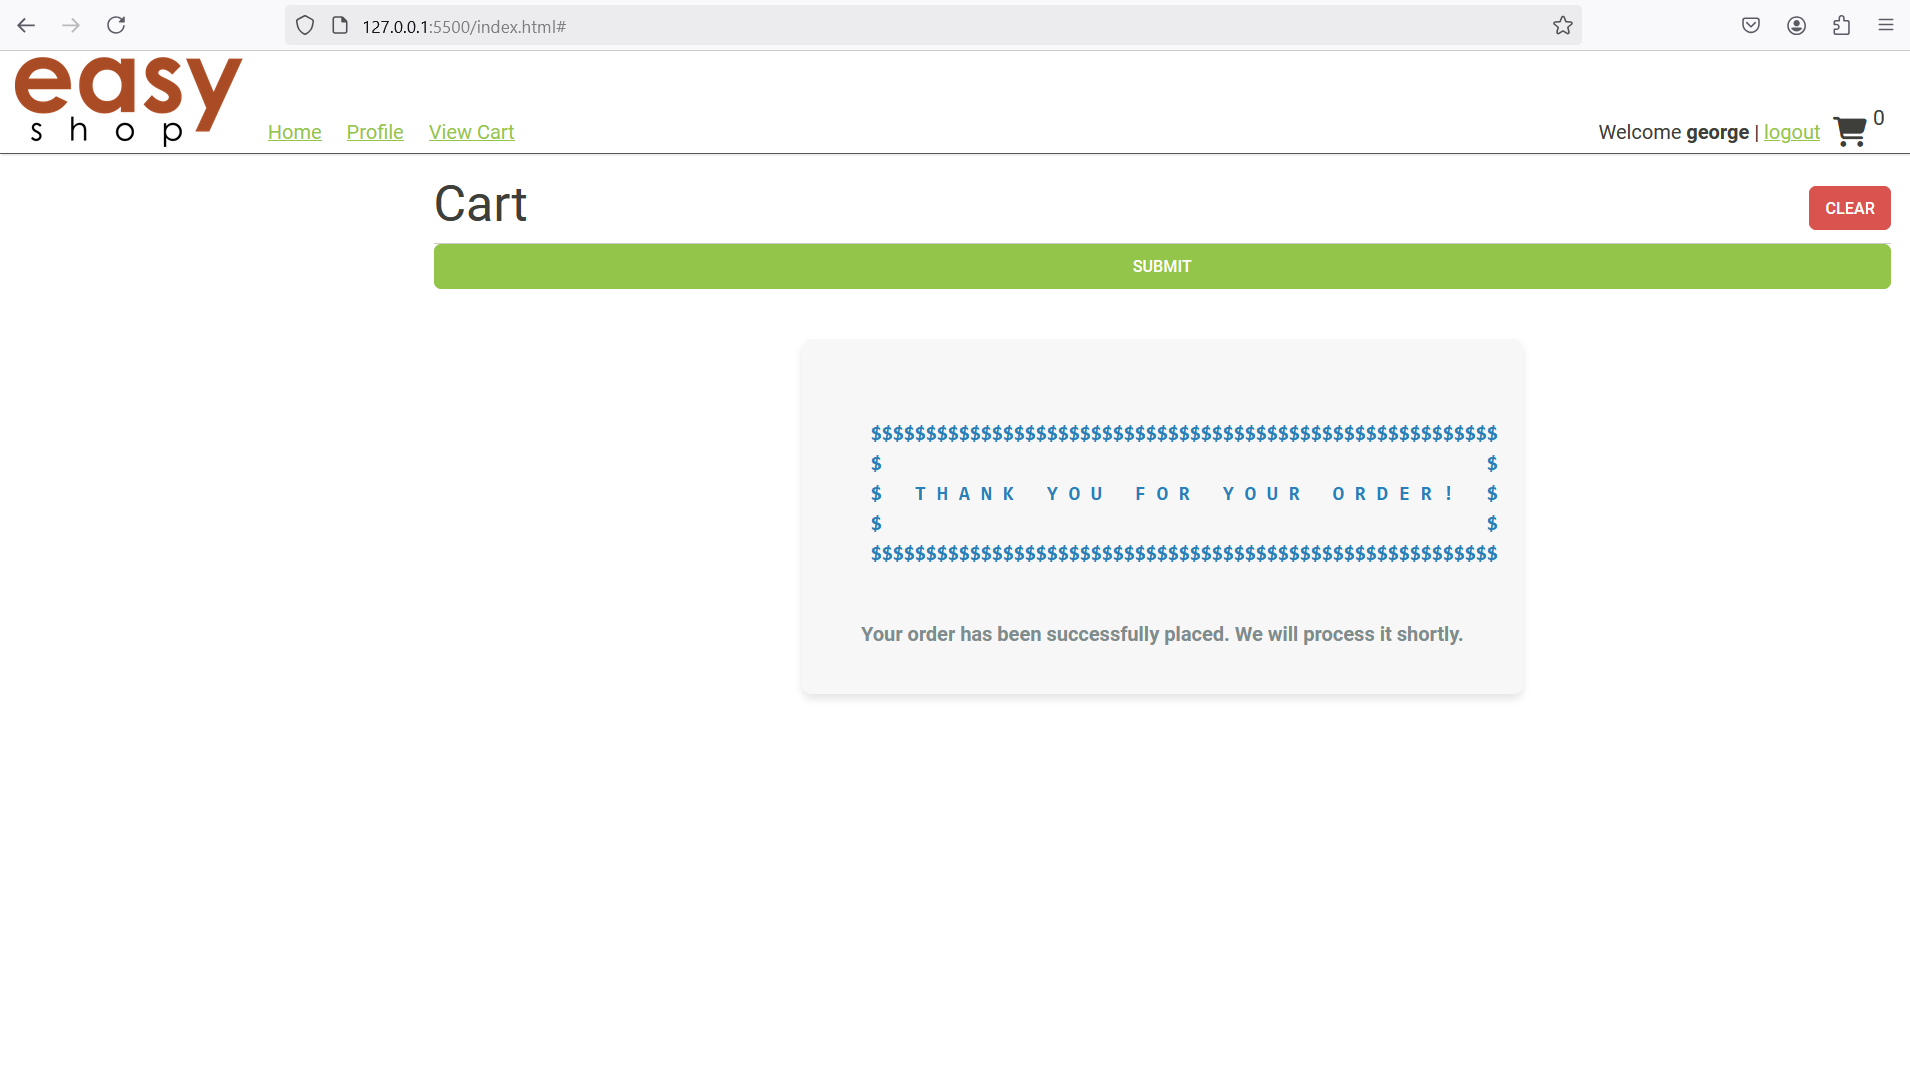 127.0.0.1:5500/index.html#
easy
shop
Home Profile View Cart
Welcome george | logout 0
Cart
CLEAR
SUBMIT
$$$$$$$$$$$$$$$$$$$$$$$$$$$$$$$$$$$$$$$$$$$$$$$$$$$$$$$$$
$                                                       $
$   T H A N K   Y O U   F O R   Y O U R   O R D E R !   $
$                                                       $
$$$$$$$$$$$$$$$$$$$$$$$$$$$$$$$$$$$$$$$$$$$$$$$$$$$$$$$$$
Your order has been successfully placed. We will process it shortly.